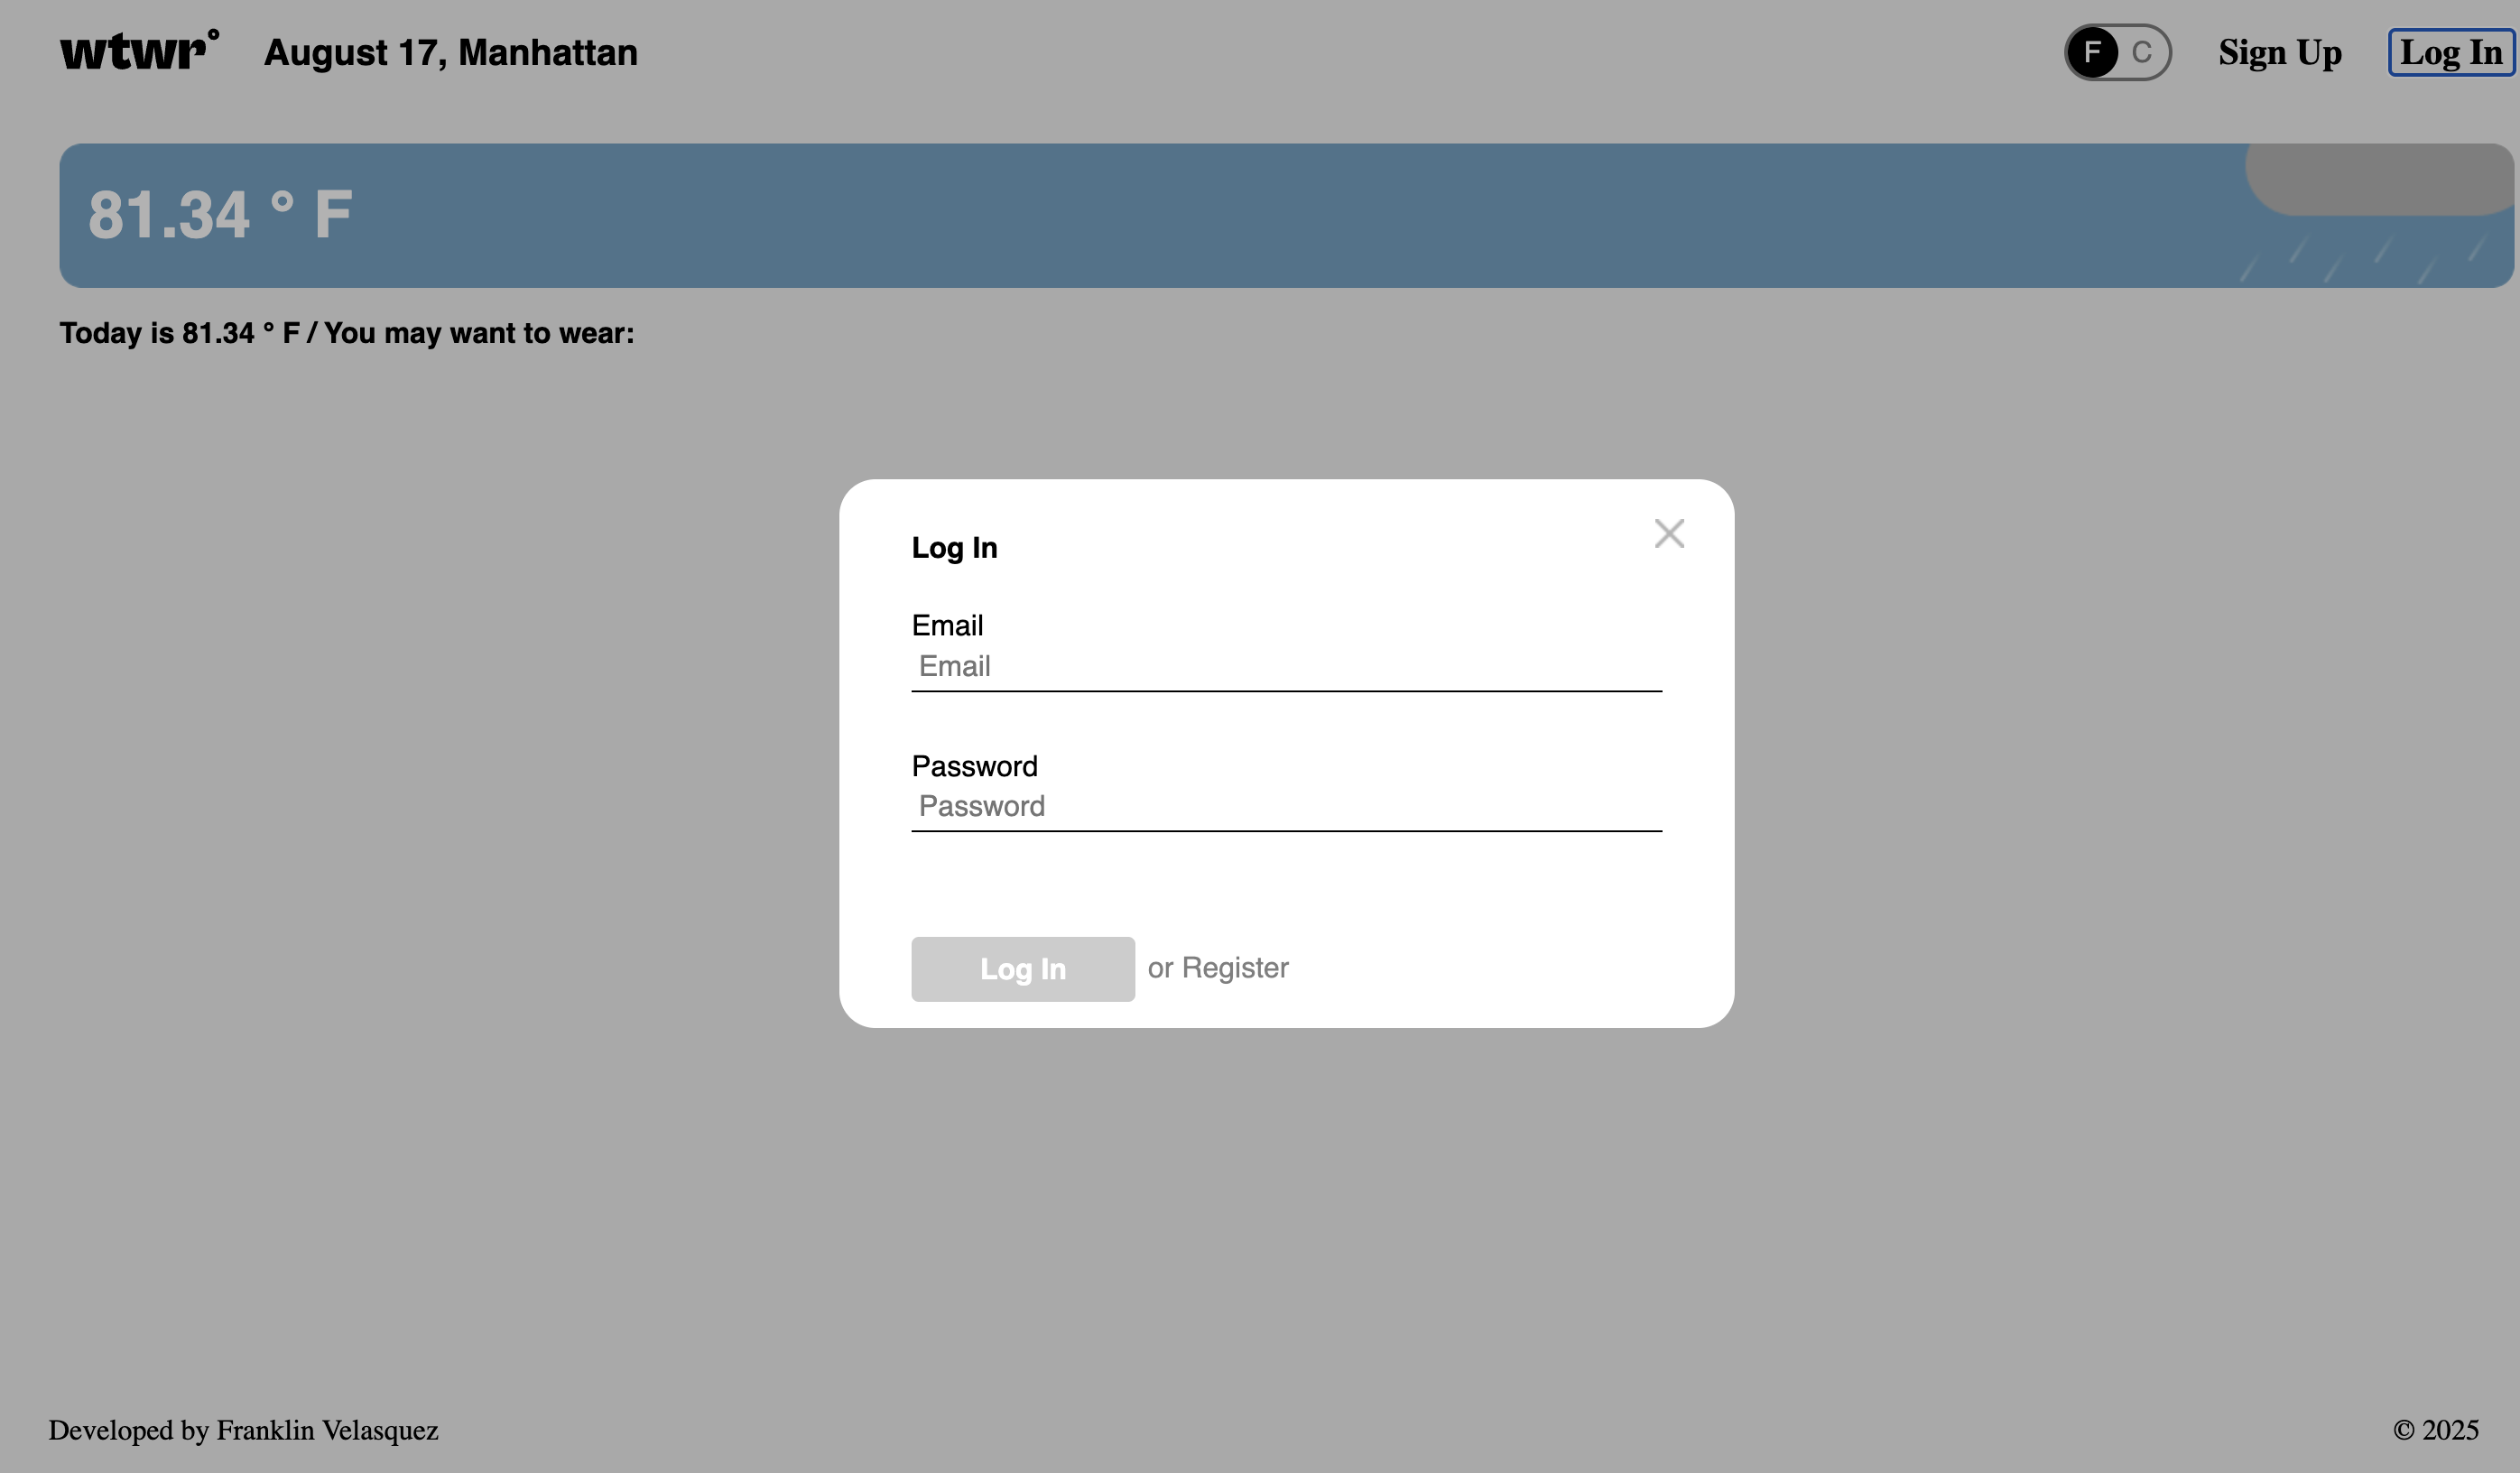 wtwr° August 17, Manhattan F C Sign Up Log In
81.34 ° F
Today is 81.34 ° F / You may want to wear:
Log In
Email
Email
Password
Password
Log In or Register
Developed by Franklin Velasquez © 2025